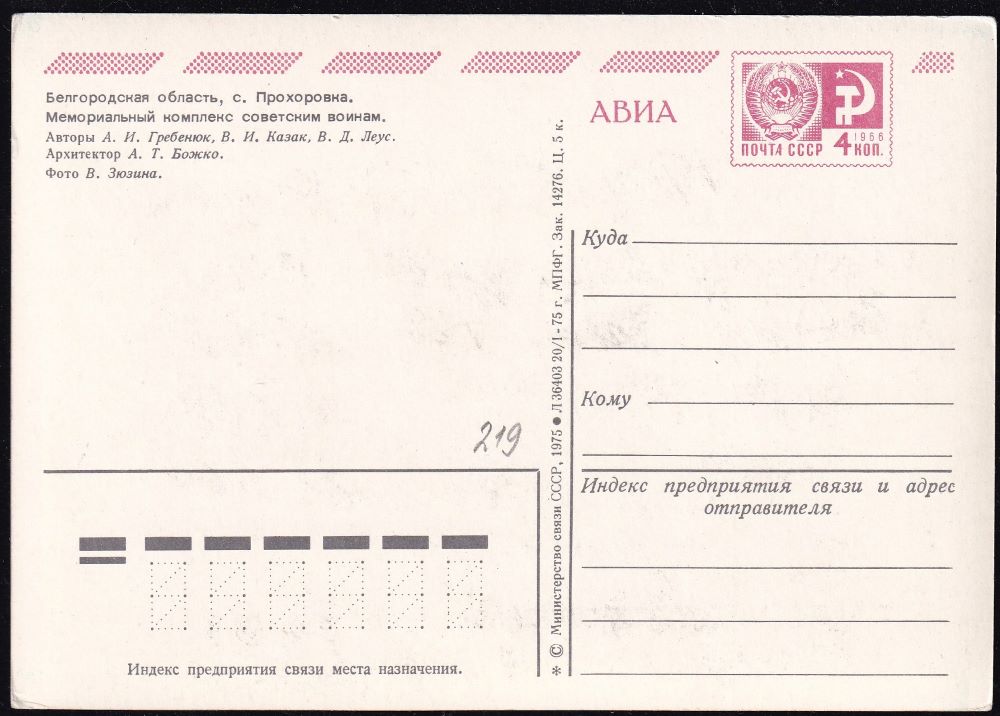 Белгородская область, с. Прохоровка.
Мемориальный комплекс советским воинам.
Авторы А. И. Гребенюк, В. И. Казак, В. Д. Леус.
Архитектор А. Т. Божко.
Фото В. Зюзина.
АВИА
1966
ПОЧТА СССР 4 КОП.
* © Министерство связи СССР, 1975 ● Л 36403 20/I-75 г. МПФГ. Зак. 14276. Ц. 5 к.
Куда
Кому
219
Индекс предприятия связи и адрес
отправителя
Индекс предприятия связи места назначения.